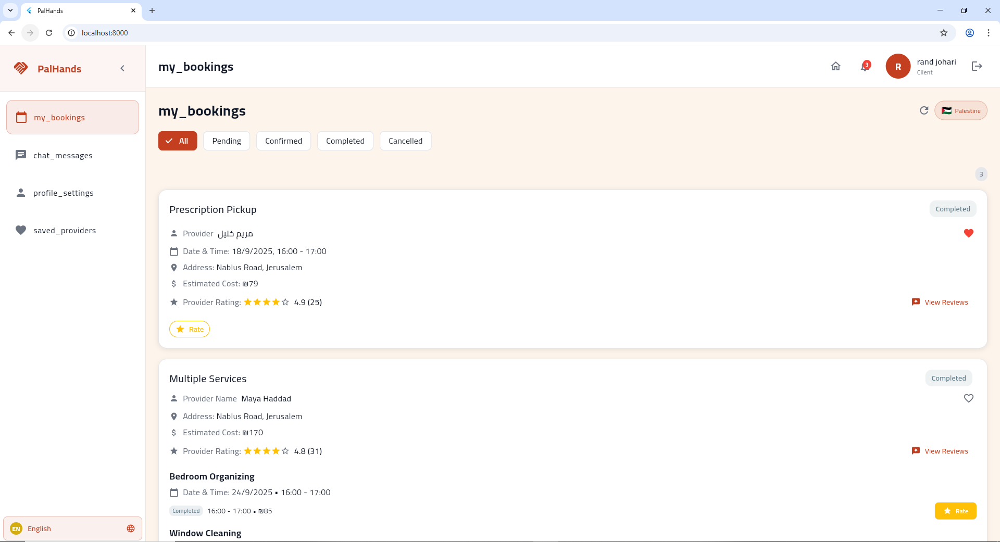 PalHands
localhost:8000
PalHands
my_bookings
3
R
rand johari
Client
my_bookings
chat_messages
profile_settings
saved_providers
EN English
my_bookings
Palestine
All
Pending
Confirmed
Completed
Cancelled
3
Prescription Pickup
Completed
Provider مريم خليل
Date & Time: 18/9/2025, 16:00 - 17:00
Address: Nablus Road, Jerusalem
Estimated Cost: ₪79
Provider Rating: 4.9 (25)
View Reviews
Rate
Multiple Services
Completed
Provider Name Maya Haddad
Address: Nablus Road, Jerusalem
Estimated Cost: ₪170
Provider Rating: 4.8 (31)
View Reviews
Bedroom Organizing
Date & Time: 24/9/2025 • 16:00 - 17:00
Completed 16:00 - 17:00 • ₪85
Rate
Window Cleaning